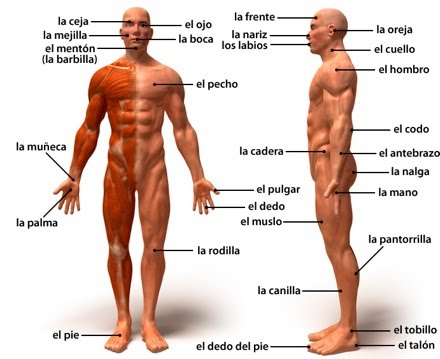 la ceja
el ojo
la mejilla
la boca
el mentón
(la barbilla)
el pecho
la muñeca
la palma
el pulgar
el dedo
la rodilla
el pie
la frente
la nariz
la oreja
los labios
el cuello
el hombro
el codo
la cadera
el antebrazo
la nalga
la mano
el muslo
la pantorrilla
la canilla
el tobillo
el dedo del pie
el talón